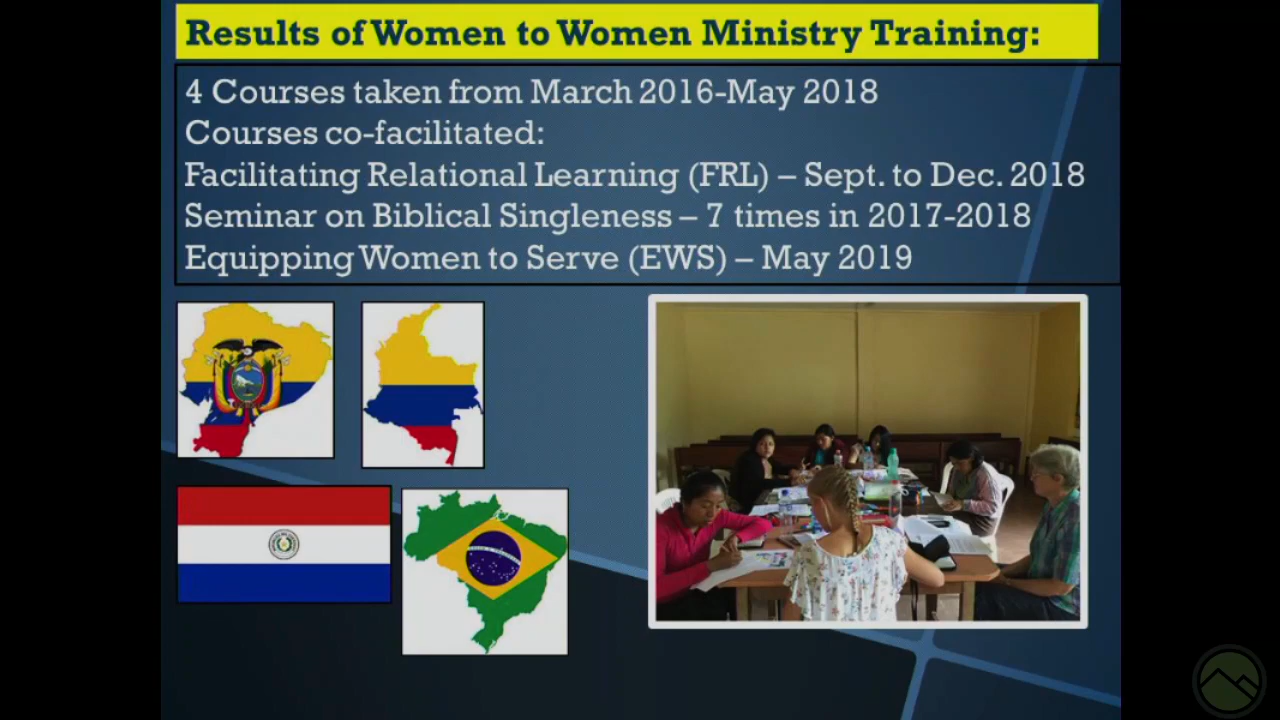 Results of Women to Women Ministry Training:
4 Courses taken from March 2016-May 2018
Courses co-facilitated:
Facilitating Relational Learning (FRL) – Sept. to Dec. 2018
Seminar on Biblical Singleness – 7 times in 2017-2018
Equipping Women to Serve (EWS) – May 2019